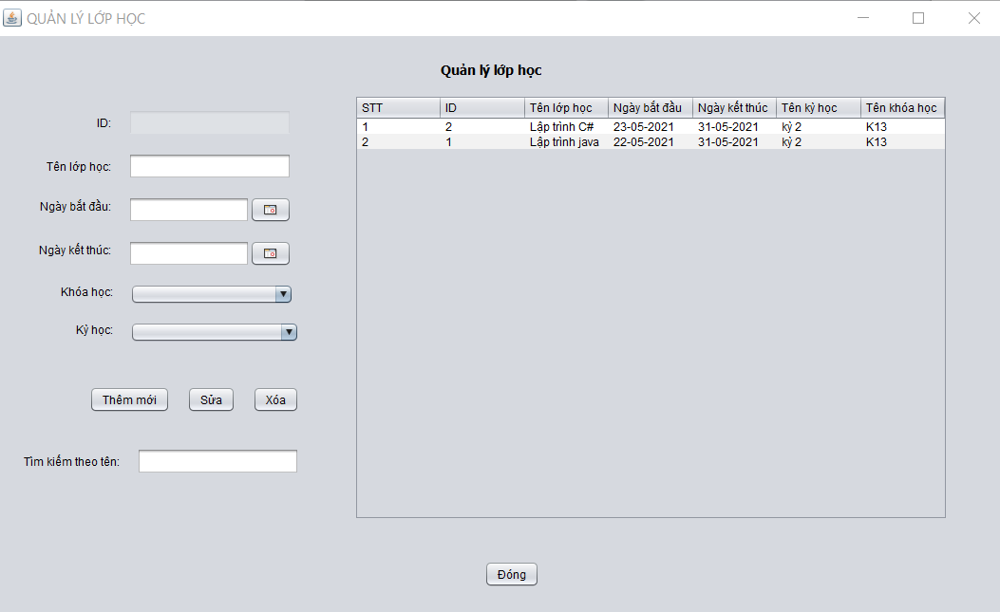 QUẢN LÝ LỚP HỌC
Quản lý lớp học
ID:
Tên lớp học:
Ngày bắt đầu:
Ngày kết thúc:
Khóa học:
Kỳ học:
Thêm mới Sửa Xóa
Tìm kiếm theo tên:
STT ID Tên lớp học Ngày bắt đầu Ngày kết thúc Tên kỳ học Tên khóa học
1 2 Lập trình C# 23-05-2021 31-05-2021 kỳ 2 K13
2 1 Lập trình java 22-05-2021 31-05-2021 kỳ 2 K13
Đóng